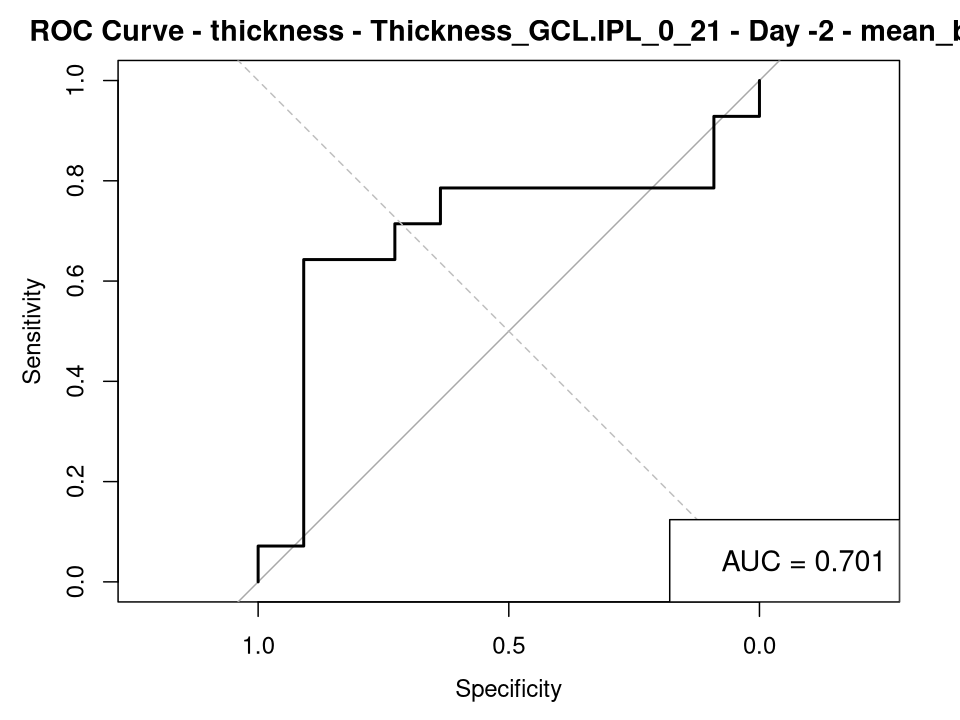 ROC Curve - thickness - Thickness_GCL.IPL_0_21 - Day -2 - mean_b
1.0
0.8
0.6
0.4
0.2
0.0
Sensitivity
AUC = 0.701
1.0 0.5 0.0
Specificity